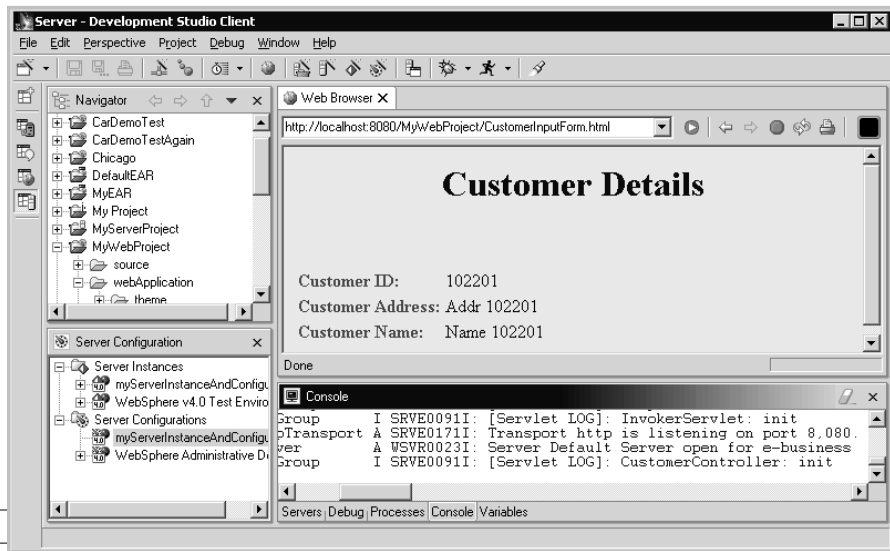 Server - Development Studio Client
File Edit Perspective Project Debug Window Help
Navigator
CarDemoTest
CarDemoTestAgain
Chicago
DefaultEAR
MyEAR
My Project
MyServerProject
MyWebProject
source
webApplication
theme
Server Configuration
Server Instances
myServerInstanceAndConfigu
WebSphere v4.0 Test Enviro
Server Configurations
myServerInstanceAndConfigu
WebSphere Administrative D
Web Browser
http://localhost:8080/MyWebProject/CustomerInputForm.html
Customer Details
Customer ID: 102201
Customer Address: Addr 102201
Customer Name: Name 102201
Done
Console
Group I SRVE0091I: [Servlet LOG]: InvokerServlet: init
pTransport A SRVE0171I: Transport http is listening on port 8,080.
ver A WSVR0023I: Server Default Server open for e-business
Group I SRVE0091I: [Servlet LOG]: CustomerController: init
Servers Debug Processes Console Variables